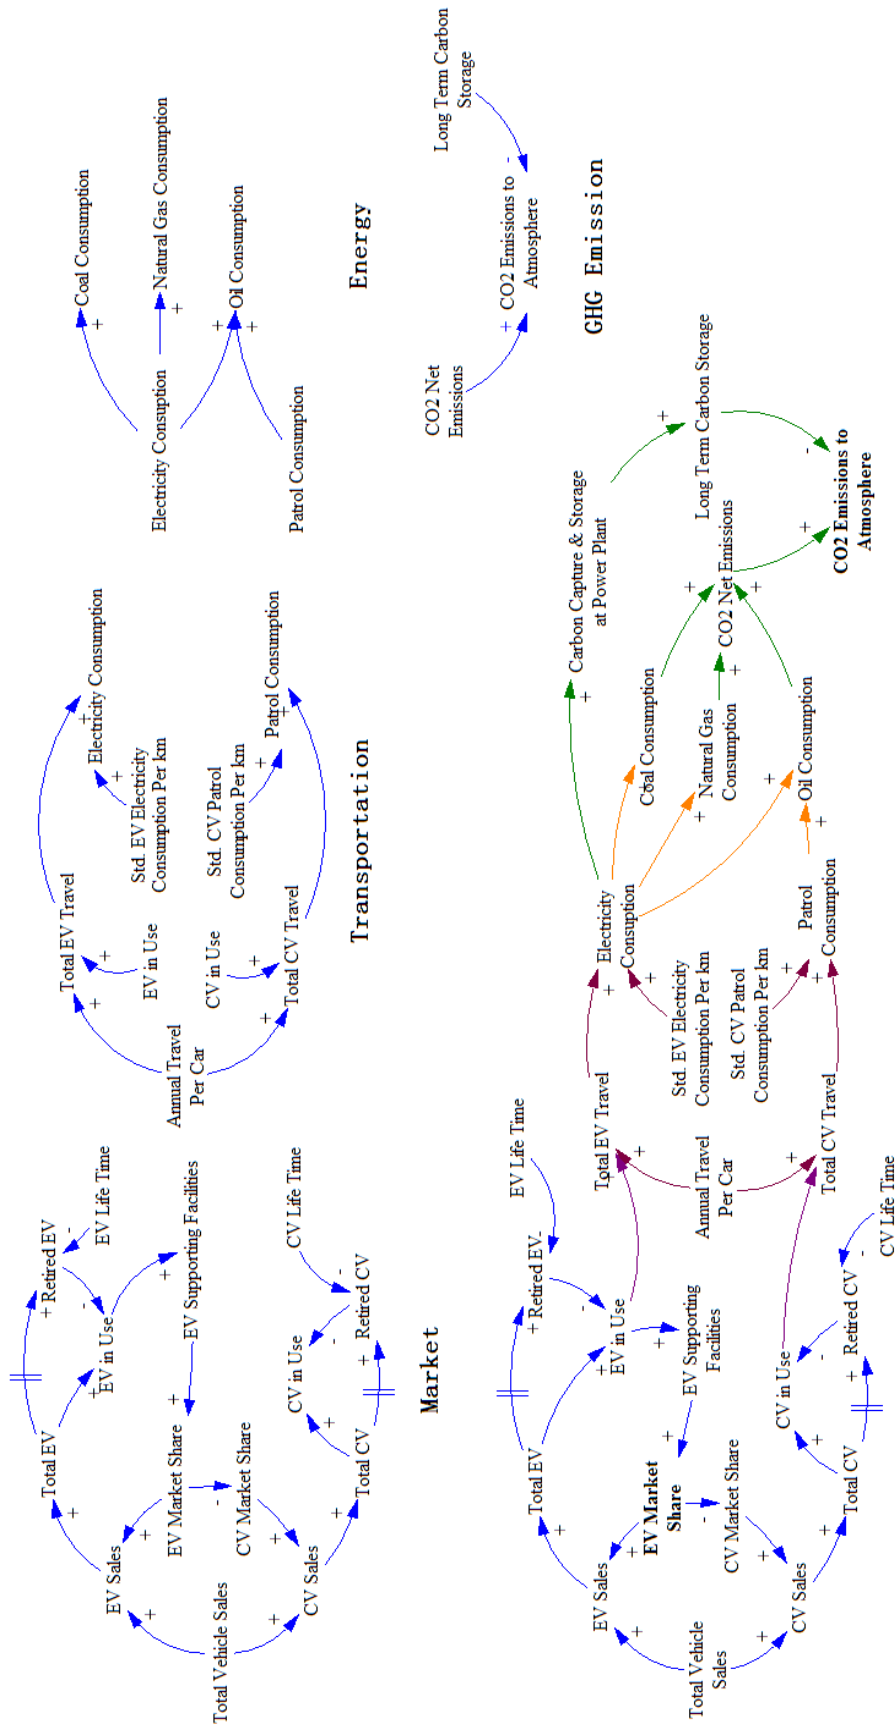 Total Vehicle Sales
EV Sales
CV Sales
EV Market Share
CV Market Share
Total EV
Total CV
EV in Use
CV in Use
Retired EV
EV Life Time
EV Supporting Facilities
CV Life Time
Retired CV
Market
Annual Travel
Per Car
Total EV Travel
EV in Use
CV in Use
Total CV Travel
Std. EV Electricity
Consumption Per km
Std. CV Patrol
Consumption Per km
Electricity Consumption
Patrol Consumption
Transportation
Electricity Consuption
Patrol Consumption
Coal Consumption
Natural Gas Consumption
Oil Consumption
Energy
Total Vehicle
Sales
EV Sales
CV Sales
EV Market
Share
CV Market Share
Total EV
Total CV
EV in Use
EV Supporting
Facilities
CV in Use
Retired EV
Retired CV
EV Life Time
CV Life Time
Total EV Travel
Annual Travel
Per Car
Total CV Travel
Std. EV Electricity
Consumption Per km
Std. CV Patrol
Consumption Per km
Electricity
Consuption
Patrol
Consumption
Carbon Capture & Storage
at Power Plant
Coal Consumption
Natural Gas
Consumption
Oil Consumption
CO2 Net Emissions
Long Term Carbon Storage
CO2 Emissions to
Atmosphere
CO2 Net
Emissions
CO2 Emissions to
Atmosphere
Long Term Carbon
Storage
GHG Emission